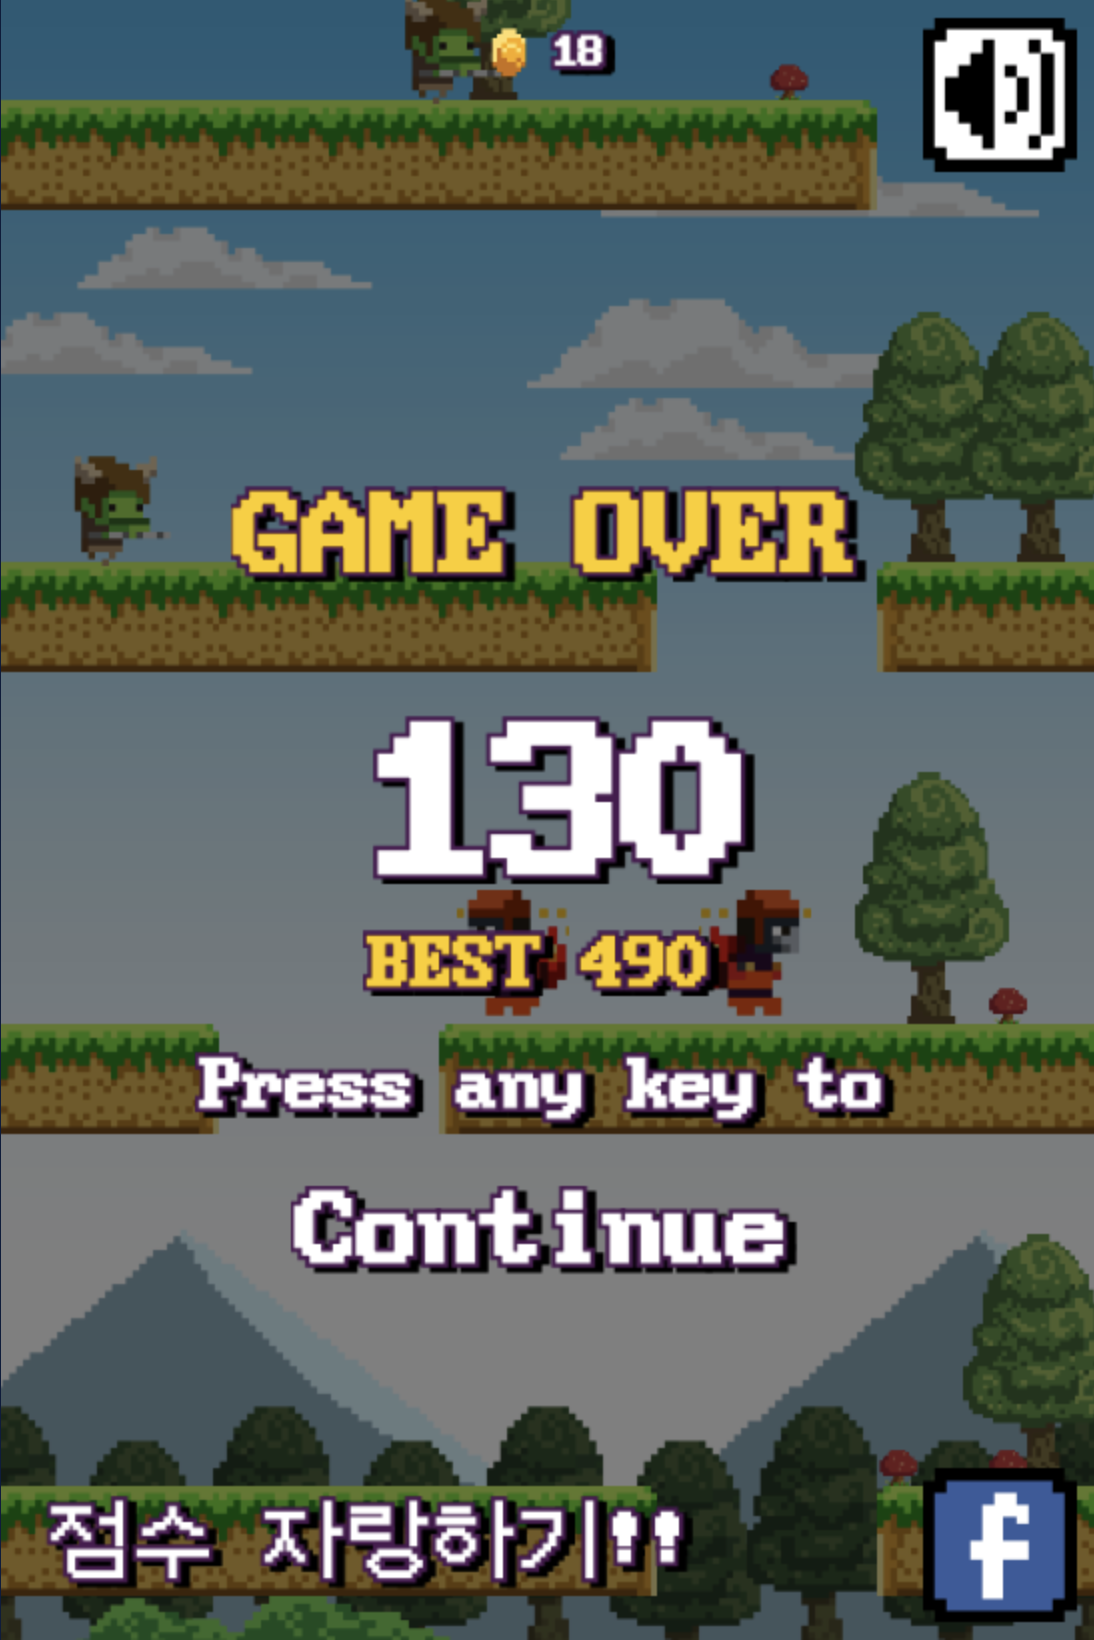 18
GAME OVER
130
BEST 490
Press any key to
Continue
점수 자랑하기!!
f